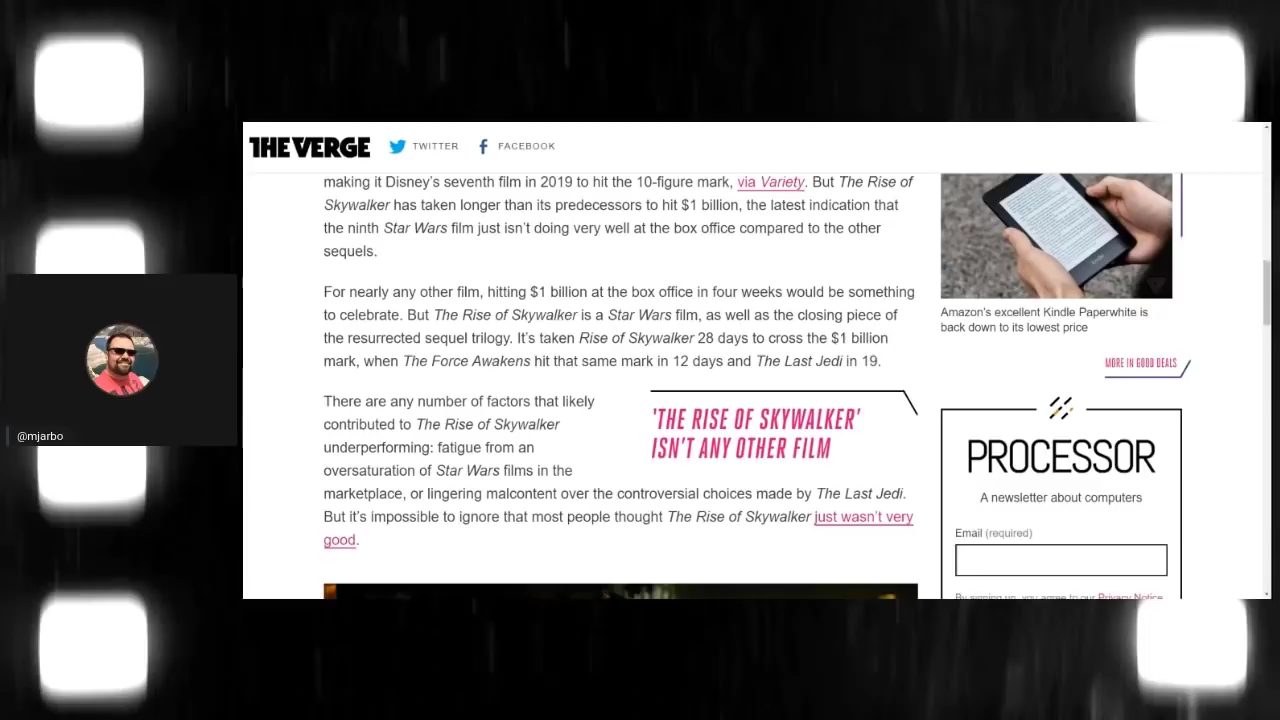 THE VERGE
TWITTER
FACEBOOK
making it Disney's seventh film in 2019 to hit the 10-figure mark, via Variety. But The Rise of
Skywalker has taken longer than its predecessors to hit $1 billion, the latest indication that
the ninth Star Wars film just isn't doing very well at the box office compared to the other
sequels.
For nearly any other film, hitting $1 billion at the box office in four weeks would be something
to celebrate. But The Rise of Skywalker is a Star Wars film, as well as the closing piece of
the resurrected sequel trilogy. It's taken Rise of Skywalker 28 days to cross the $1 billion
mark, when The Force Awakens hit that same mark in 12 days and The Last Jedi in 19.
There are any number of factors that likely
contributed to The Rise of Skywalker
underperforming: fatigue from an
oversaturation of Star Wars films in the
marketplace, or lingering malcontent over the controversial choices made by The Last Jedi.
But it's impossible to ignore that most people thought The Rise of Skywalker just wasn't very
good.
'THE RISE OF SKYWALKER'
ISN'T ANY OTHER FILM
Amazon's excellent Kindle Paperwhite is
back down to its lowest price
MORE IN GOOD DEALS
PROCESSOR
A newsletter about computers
Email (required)
By signing up, you agree to our Privacy Notice
@mjarbo